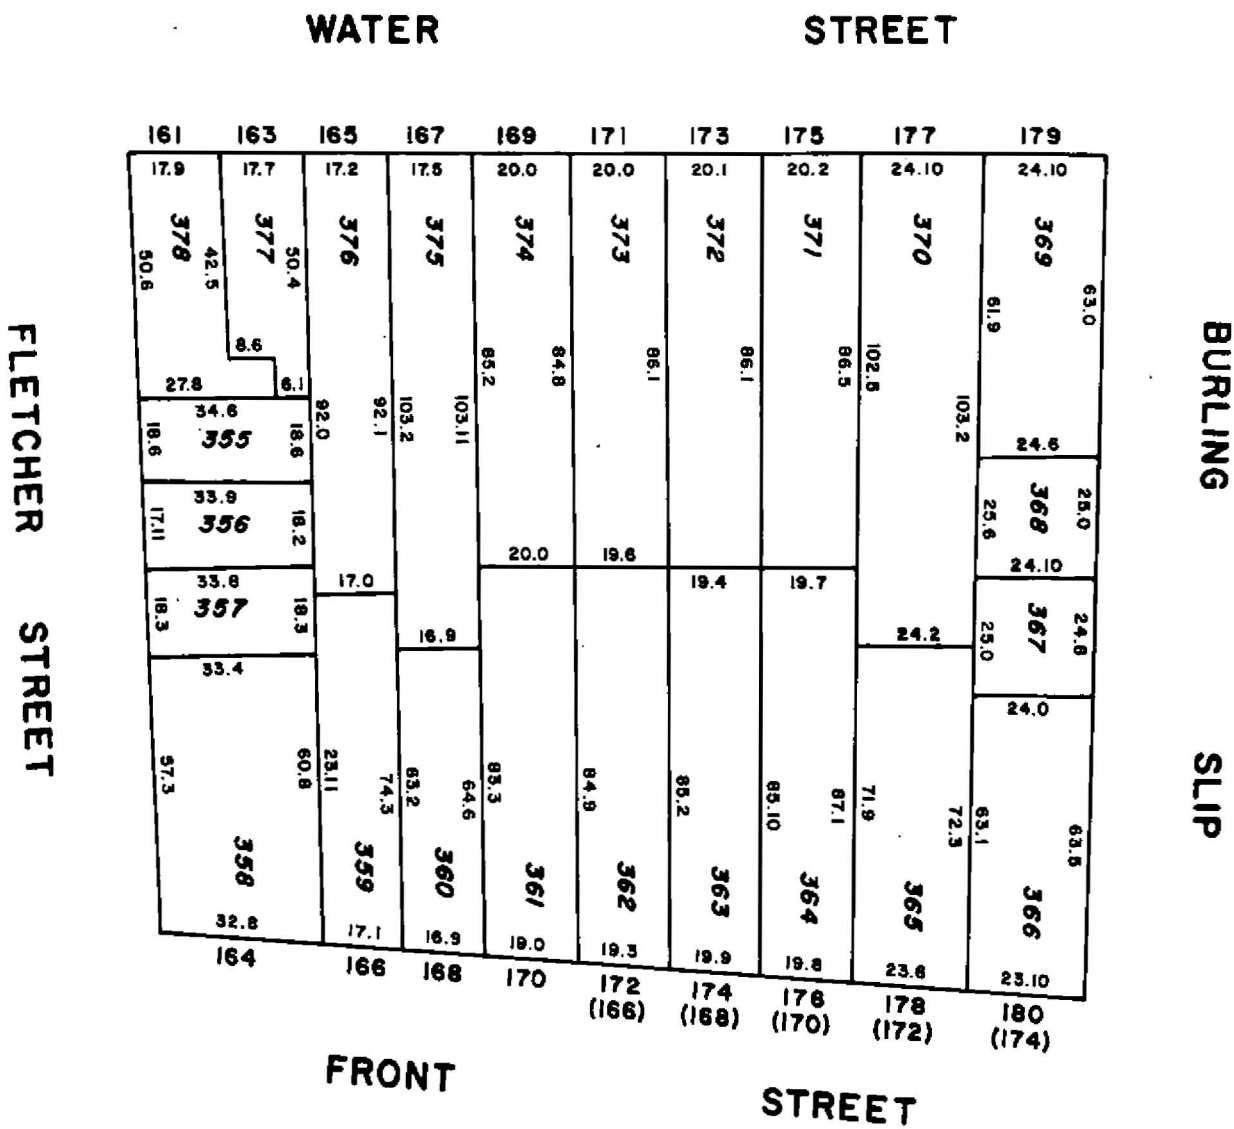 WATER STREET
161 163 165 167 169 171 173 175 177 179
17.9 17.7 17.2 17.5 20.0 20.0 20.1 20.2 24.10 24.10
378 377 376 375 374 373 372 371 370 369
50.6 42.5 50.4
61.9 63.0
8.6
85.2 84.8 86.1 86.1 86.5 102.5
27.8 6.1
92.0 92.1 103.2 103.11 103.2
34.6
18.6 355 18.6
24.6
33.9
17.11 356 18.2
25.6 368 25.0
20.0 19.6
24.10
33.8 17.0 19.4 19.7
18.3 357 18.3
16.9 24.2
25.0 367 24.6
33.4
24.0
57.3 60.8 23.11 74.3 63.2 64.6 83.3 84.9 85.2 85.10 87.1 71.9 72.3 63.1 63.5
358 359 360 361 362 363 364 365 366
32.8 17.1 16.9 19.0 19.3 19.9 19.8 23.6 23.10
164 166 168 170 172 174 176 178 180
(166) (168) (170) (172) (174)
FRONT STREET
FLETCHER STREET
BURLING SLIP